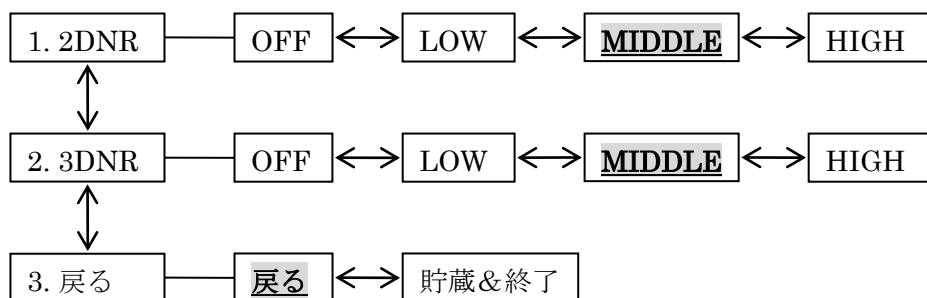 1. 2DNR OFF LOW MIDDLE HIGH
2. 3DNR OFF LOW MIDDLE HIGH
3. 戻る 戻る 貯蔵＆終了